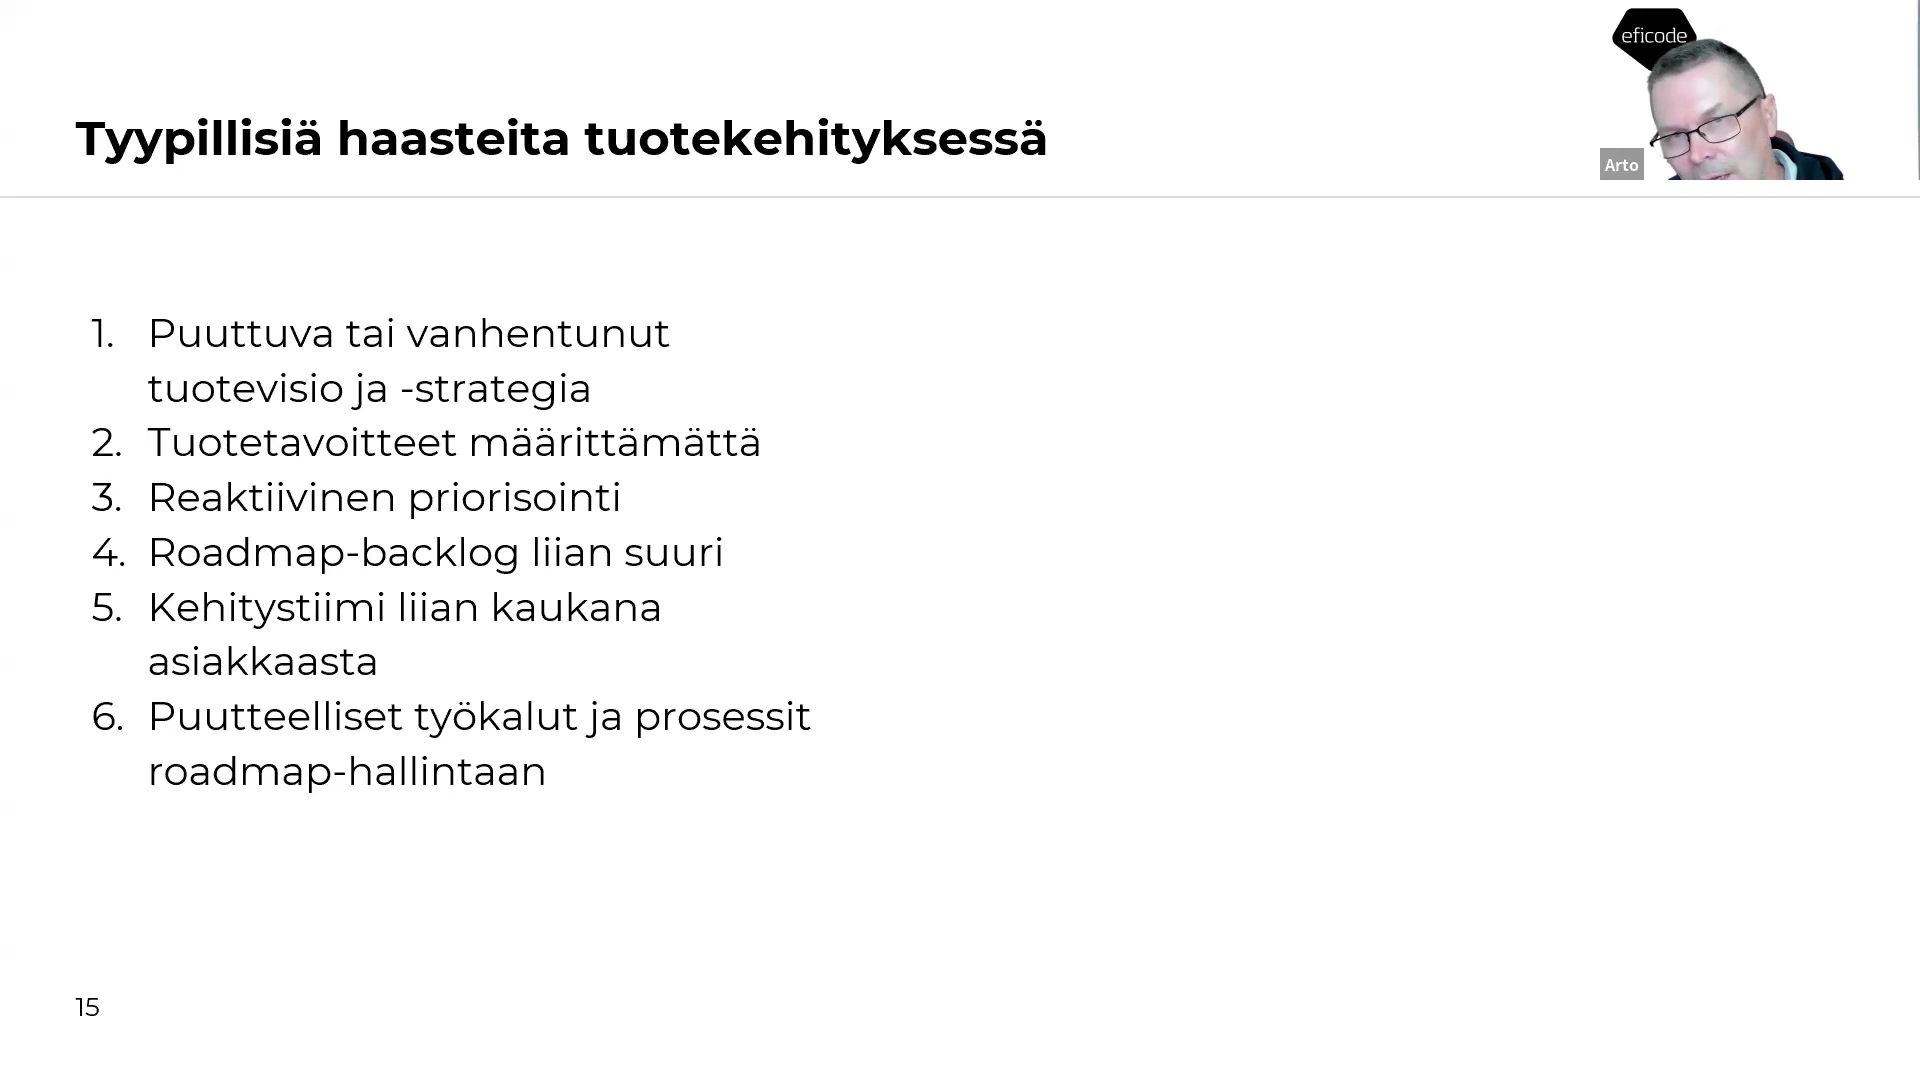 eficode
Tyypillisiä haasteita tuotekehityksessä
Arto
1. Puuttuva tai vanhentunut
tuotevisio ja -strategia
2. Tuotetavoitteet määrittämättä
3. Reaktiivinen priorisointi
4. Roadmap-backlog liian suuri
5. Kehitystiimi liian kaukana
asiakkaasta
6. Puutteelliset työkalut ja prosessit
roadmap-hallintaan
15